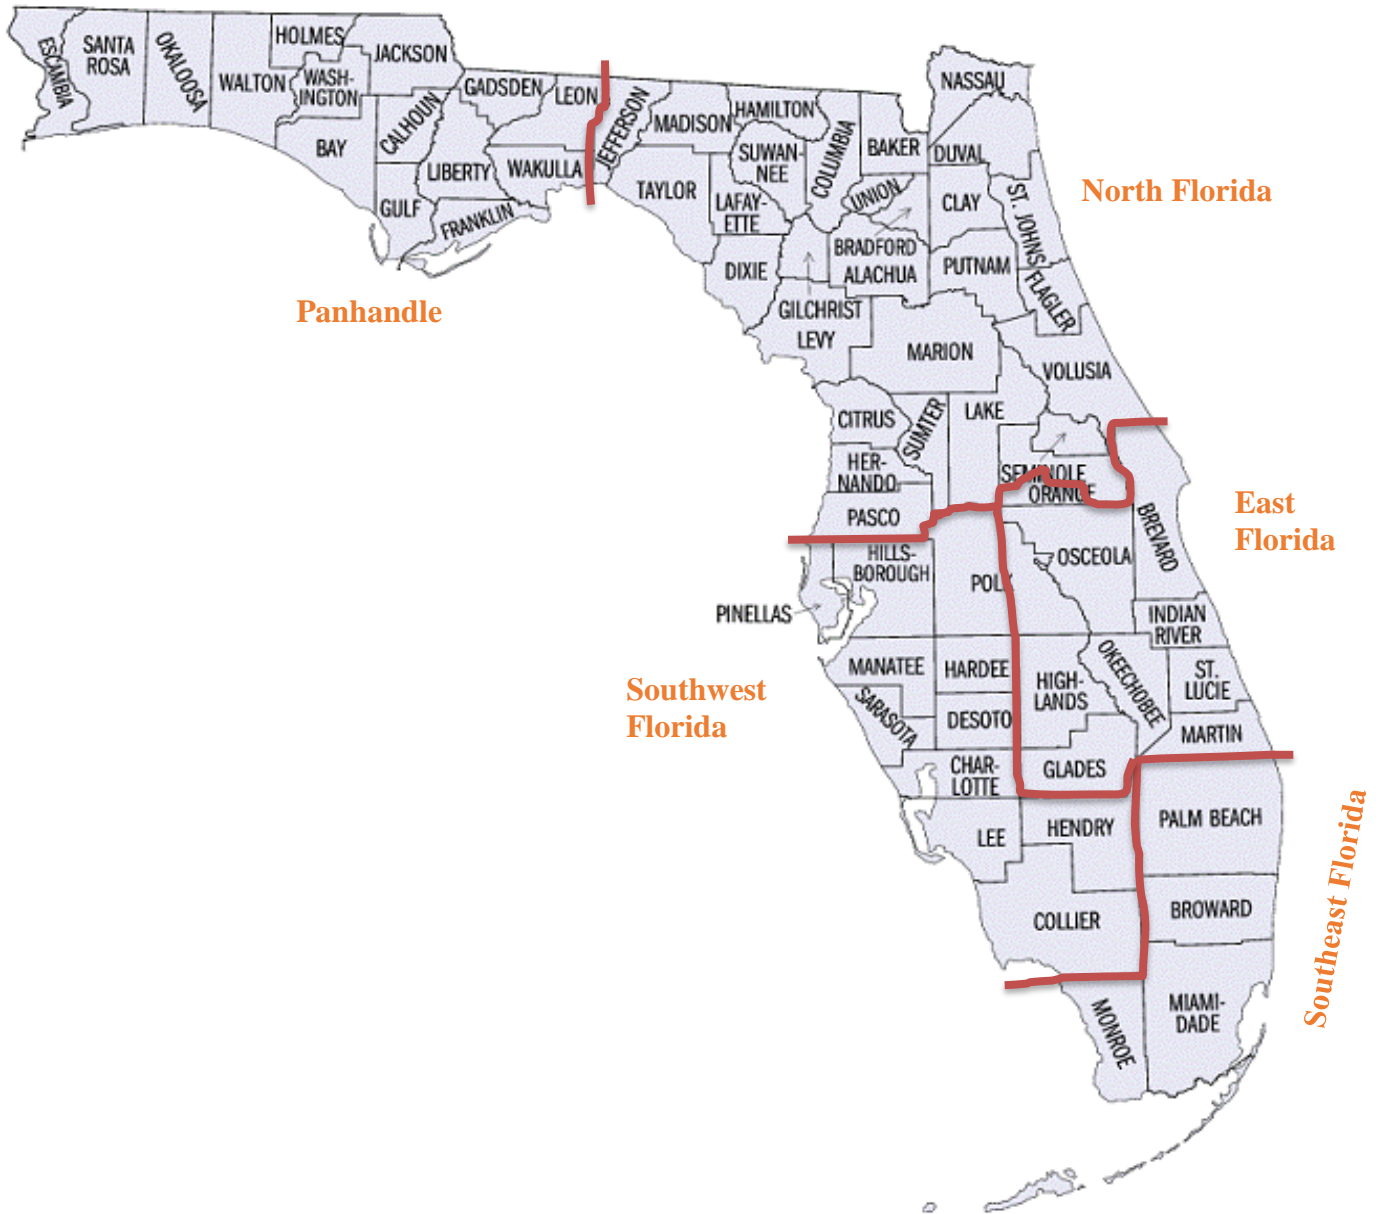 ESCAMBIA
SANTA
ROSA
OKALOOSA
WALTON
HOLMES
WASH-
INGTON
JACKSON
BAY
CALHOUN
GULF
GADSDEN
LIBERTY
FRANKLIN
LEON
WAKULLA
JEFFERSON
MADISON
TAYLOR
HAMILTON
SUWAN-
NEE
LAFAY-
ETTE
DIXIE
COLUMBIA
BAKER
UNION
BRADFORD
ALACHUA
GILCHRIST
LEVY
NASSAU
DUVAL
CLAY
ST. JOHNS
PUTNAM
FLAGLER
MARION
VOLUSIA
North Florida
Panhandle
CITRUS
SUMTER
LAKE
HER-
NANDO
PASCO
SEMINOLE
ORANGE
BREVARD
East
Florida
HILLS-
BOROUGH
PINELLAS
POLK
OSCEOLA
INDIAN
RIVER
MANATEE
HARDEE
HIGH-
LANDS
OKEECHOBEE
ST.
LUCIE
SARASOTA
DESOTO
MARTIN
Southwest
Florida
CHAR-
LOTTE
GLADES
LEE
HENDRY
PALM BEACH
COLLIER
BROWARD
Southeast Florida
MONROE
MIAMI-
DADE